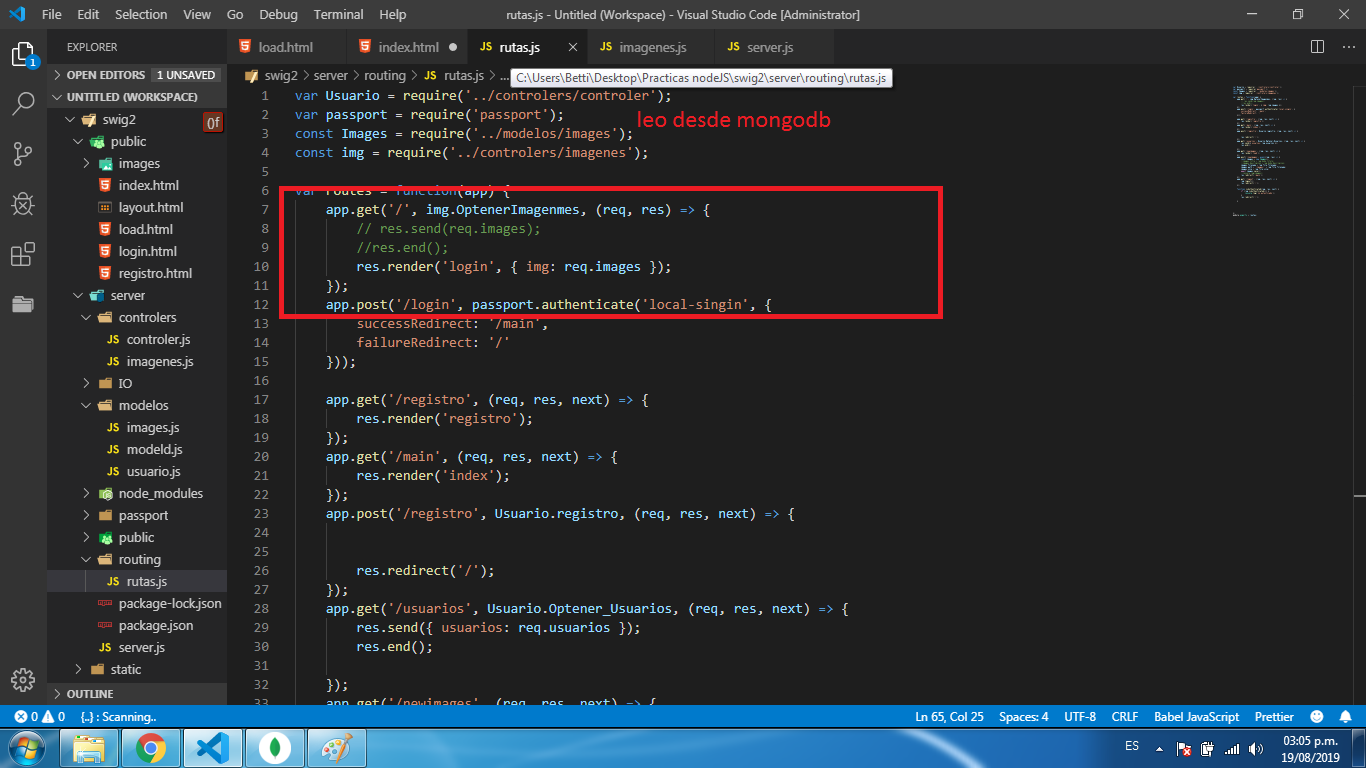 File Edit Selection View Go Debug Terminal Help
rutas.js - Untitled (Workspace) - Visual Studio Code [Administrator]
EXPLORER
load.html
index.html
rutas.js
imagenes.js
server.js
OPEN EDITORS 1 UNSAVED
swig2 > server > routing > JS rutas.js > ...
C:\Users\Betti\Desktop\Practicas nodeJS\swig2\server\routing\rutas.js
UNTITLED (WORKSPACE)
swig2
public
images
index.html
layout.html
load.html
login.html
registro.html
server
controlers
JS controler.js
JS imagenes.js
IO
modelos
JS images.js
JS modeld.js
JS usuario.js
node_modules
passport
public
routing
JS rutas.js
package-lock.json
package.json
JS server.js
static
OUTLINE
leo desde mongodb
1 var Usuario = require('../controlers/controler');
2 var passport = require('passport');
3 const Images = require('../modelos/images');
4 const img = require('../controlers/imagenes');
5
6 var routes = function(app) {
7 app.get('/', img.OptenerImagenmes, (req, res) => {
8 // res.send(req.images);
9 //res.end();
10 res.render('login', { img: req.images });
11 });
12 app.post('/login', passport.authenticate('local-singin', {
13 successRedirect: '/main',
14 failureRedirect: '/'
15 }));
16
17 app.get('/registro', (req, res, next) => {
18 res.render('registro');
19 });
20 app.get('/main', (req, res, next) => {
21 res.render('index');
22 });
23 app.post('/registro', Usuario.registro, (req, res, next) => {
24
25
26 res.redirect('/');
27 });
28 app.get('/usuarios', Usuario.Optener_Usuarios, (req, res, next) => {
29 res.send({ usuarios: req.usuarios });
30 res.end();
31
32 });
33 app.get('/newimages', (req, res, next) => {
0 0 {..} : Scanning..
Ln 65, Col 25 Spaces: 4 UTF-8 CRLF Babel JavaScript Prettier
ES
03:05 p.m.
19/08/2019